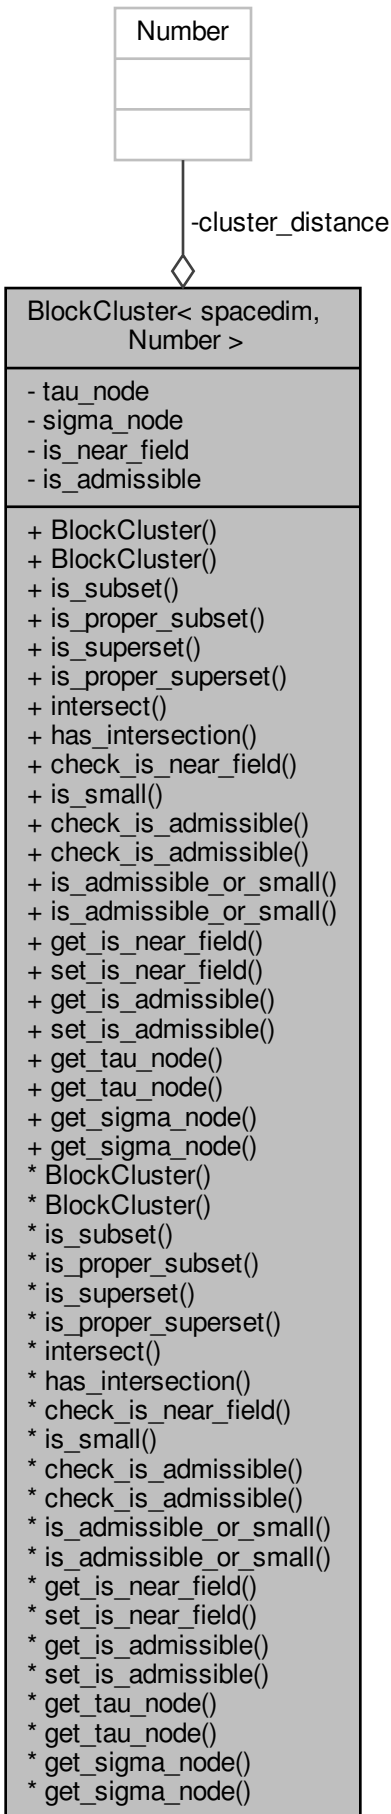 Number
-cluster_distance
BlockCluster< spacedim,
Number >
- tau_node
- sigma_node
- is_near_field
- is_admissible
+ BlockCluster()
+ BlockCluster()
+ is_subset()
+ is_proper_subset()
+ is_superset()
+ is_proper_superset()
+ intersect()
+ has_intersection()
+ check_is_near_field()
+ is_small()
+ check_is_admissible()
+ check_is_admissible()
+ is_admissible_or_small()
+ is_admissible_or_small()
+ get_is_near_field()
+ set_is_near_field()
+ get_is_admissible()
+ set_is_admissible()
+ get_tau_node()
+ get_tau_node()
+ get_sigma_node()
+ get_sigma_node()
* BlockCluster()
* BlockCluster()
* is_subset()
* is_proper_subset()
* is_superset()
* is_proper_superset()
* intersect()
* has_intersection()
* check_is_near_field()
* is_small()
* check_is_admissible()
* check_is_admissible()
* is_admissible_or_small()
* is_admissible_or_small()
* get_is_near_field()
* set_is_near_field()
* get_is_admissible()
* set_is_admissible()
* get_tau_node()
* get_tau_node()
* get_sigma_node()
* get_sigma_node()